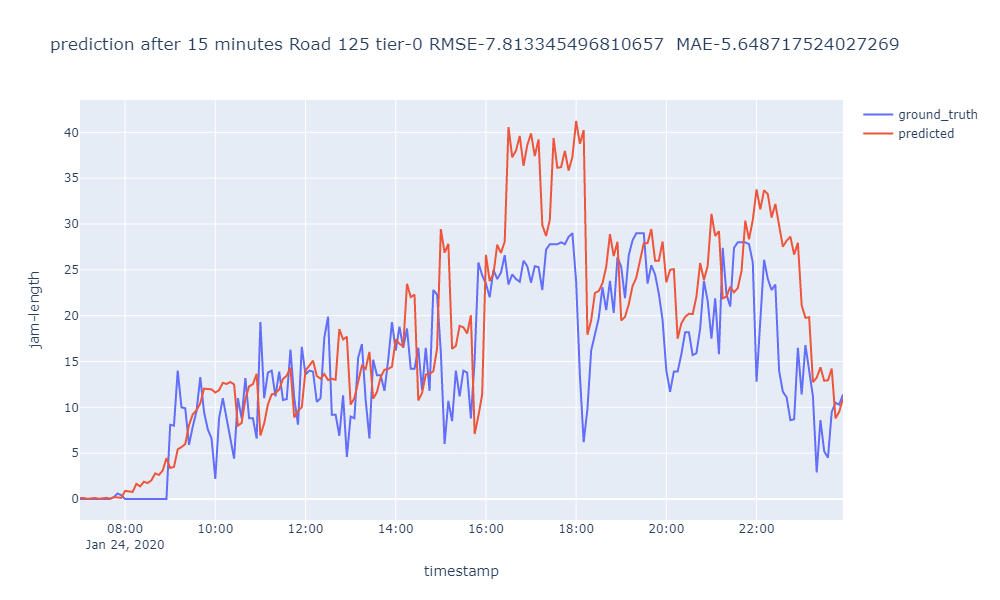 prediction after 15 minutes Road 125 tier-0 RMSE-7.813345496810657  MAE-5.648717524027269
ground_truth
predicted
jam-length
40
35
30
25
20
15
10
5
0
08:00 10:00 12:00 14:00 16:00 18:00 20:00 22:00
Jan 24, 2020
timestamp